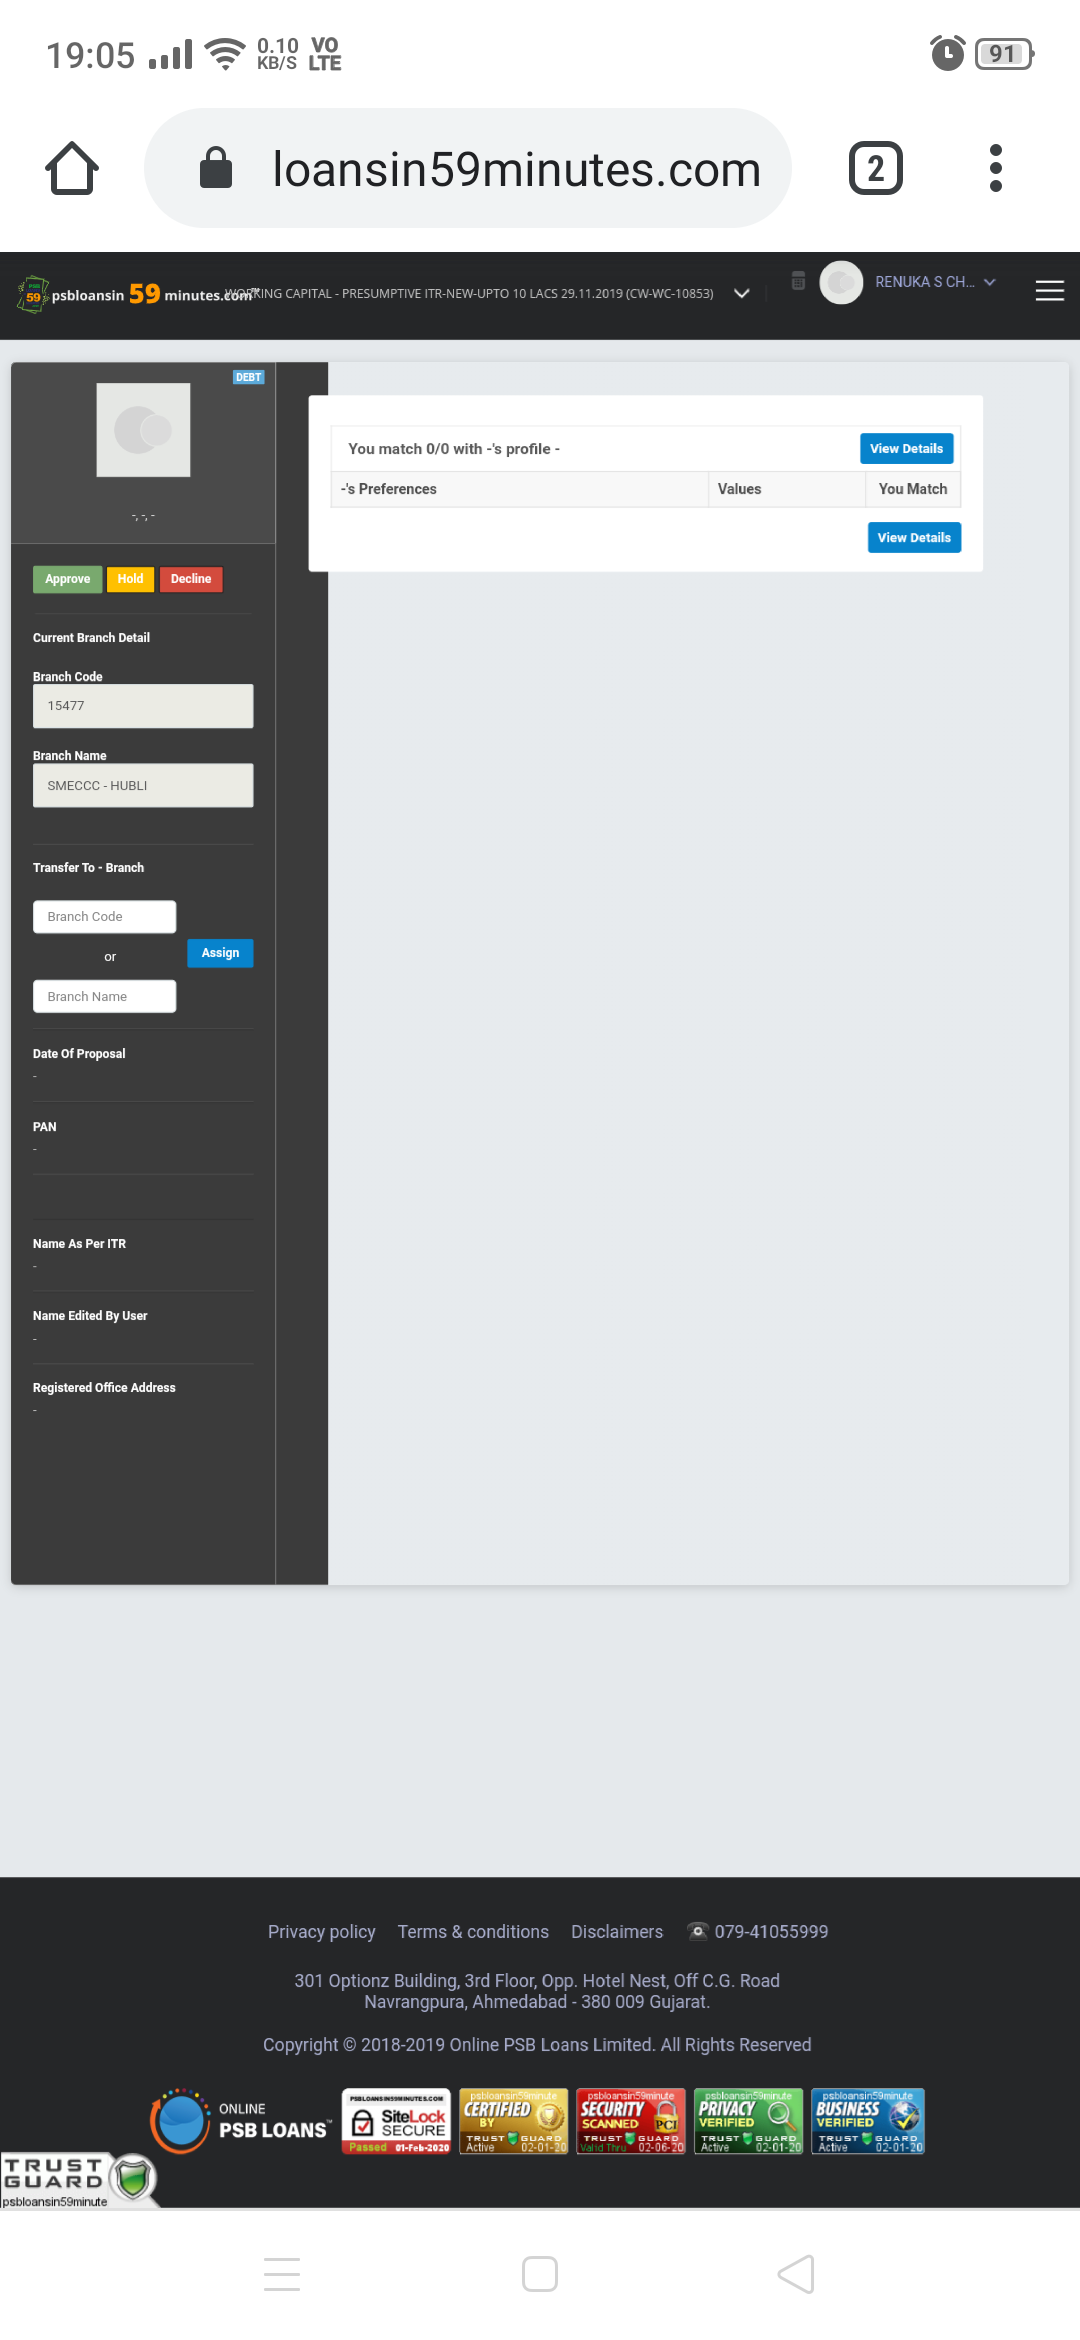 19:05 0.10 KB/S VO LTE 91
loansin59minutes.com 2
psbloansin 59 minutes.com™ WORKING CAPITAL - PRESUMPTIVE ITR-NEW-UPTO 10 LACS 29.11.2019 (CW-WC-10853) RENUKA S CH...
DEBT
-, -, -
You match 0/0 with -'s profile - View Details
-'s Preferences Values You Match
View Details
Approve Hold Decline
Current Branch Detail
Branch Code
15477
Branch Name
SMECCC - HUBLI
Transfer To - Branch
Branch Code
or Assign
Branch Name
Date Of Proposal
-
PAN
-
Name As Per ITR
-
Name Edited By User
-
Registered Office Address
-
Privacy policy Terms & conditions Disclaimers 079-41055999
301 Optionz Building, 3rd Floor, Opp. Hotel Nest, Off C.G. Road
Navrangpura, Ahmedabad - 380 009 Gujarat.
Copyright © 2018-2019 Online PSB Loans Limited. All Rights Reserved
ONLINE
PSB LOANS™
PSBLOANSIN59MINUTES.COM
SiteLock
SECURE
Passed 01-Feb-2020
psbloansin59minute
CERTIFIED
BY
TRUST GUARD
Active 02-01-20
psbloansin59minute
SECURITY
SCANNED PCI
TRUST GUARD
Valid Thru 02-06-20
psbloansin59minute
PRIVACY
VERIFIED
TRUST GUARD
Active 02-01-20
psbloansin59minute
BUSINESS
VERIFIED
TRUST GUARD
Active 02-01-20
TRUST
GUARD
psbloansin59minute